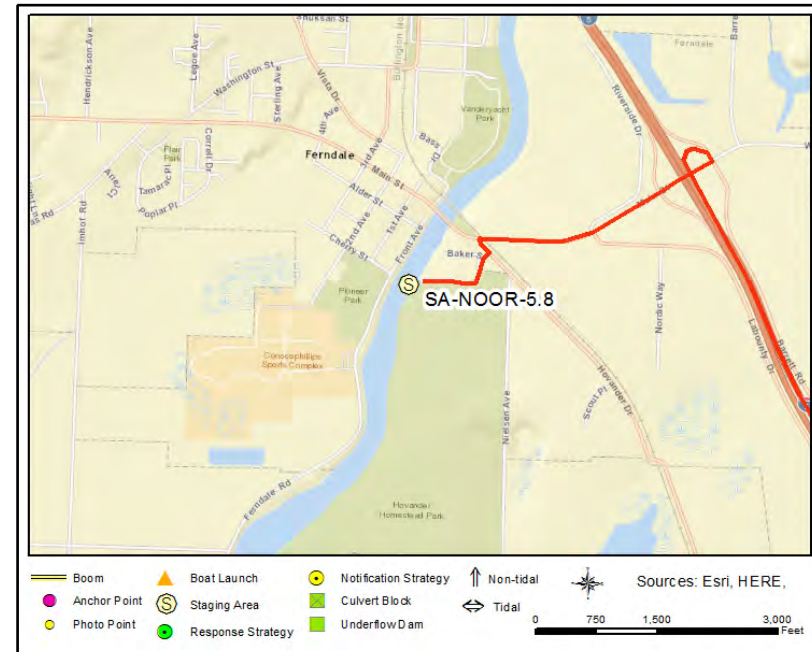 Shuksan St
Hendrickson Ave
Legoe Ave
Washington St
Sterling Ave
Vista Dr
Burlington No
Vanderyacht
Park
Ferndale
Barre
Riverside Dr
4th Ave
3rd Ave
Bass
Dr
Ferndale
Main St
Correll Dr
Park
Tamarac Pl
Poplar Pl
Imhof Rd
Alder St
2nd Ave
1st Ave
Front Ave
Cherry St
Baker S
Pioneer
Park
S
SA-NOOR-5.8
Conocophillips
Sports Complex
Nordic Way
Labounty Dr
Barrett Rd
Hovander Dr
Scout Pl
Nielsen Ave
Ferndale Rd
Hovander
Homestead Park
Boom
Anchor Point
Photo Point
Boat Launch
S Staging Area
Response Strategy
Notification Strategy
Culvert Block
Underflow Dam
Non-tidal
Tidal
Sources: Esri, HERE,
0 750 1,500 3,000
Feet